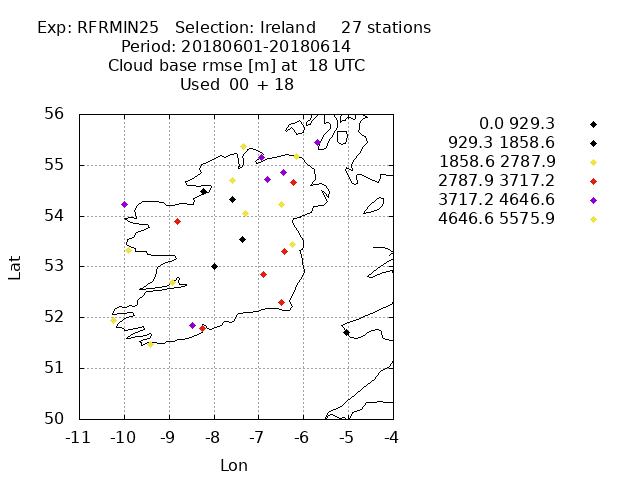 Exp: RFRMIN25 Selection: Ireland 27 stations
Period: 20180601-20180614
Cloud base rmse [m] at 18 UTC
Used 00 + 18
0.0 929.3
929.3 1858.6
1858.6 2787.9
2787.9 3717.2
3717.2 4646.6
4646.6 5575.9
56
55
54
53
52
51
50
Lat
-11 -10 -9 -8 -7 -6 -5 -4
Lon